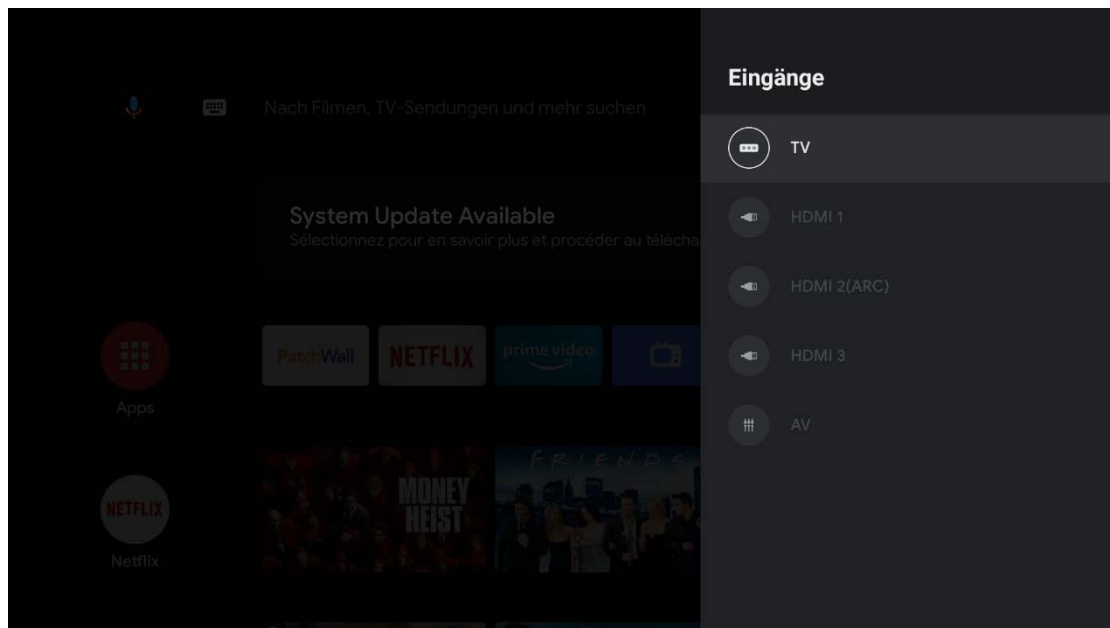 Nach Filmen, TV-Sendungen und mehr suchen
System Update Available
Sélectionnez pour en savoir plus et procéder au télécha
PatchWall
NETFLIX
prime video
Apps
MONEY
HEIST
FRIENDS
NETFLIX
Netflix
Eingänge
TV
HDMI 1
HDMI 2(ARC)
HDMI 3
AV